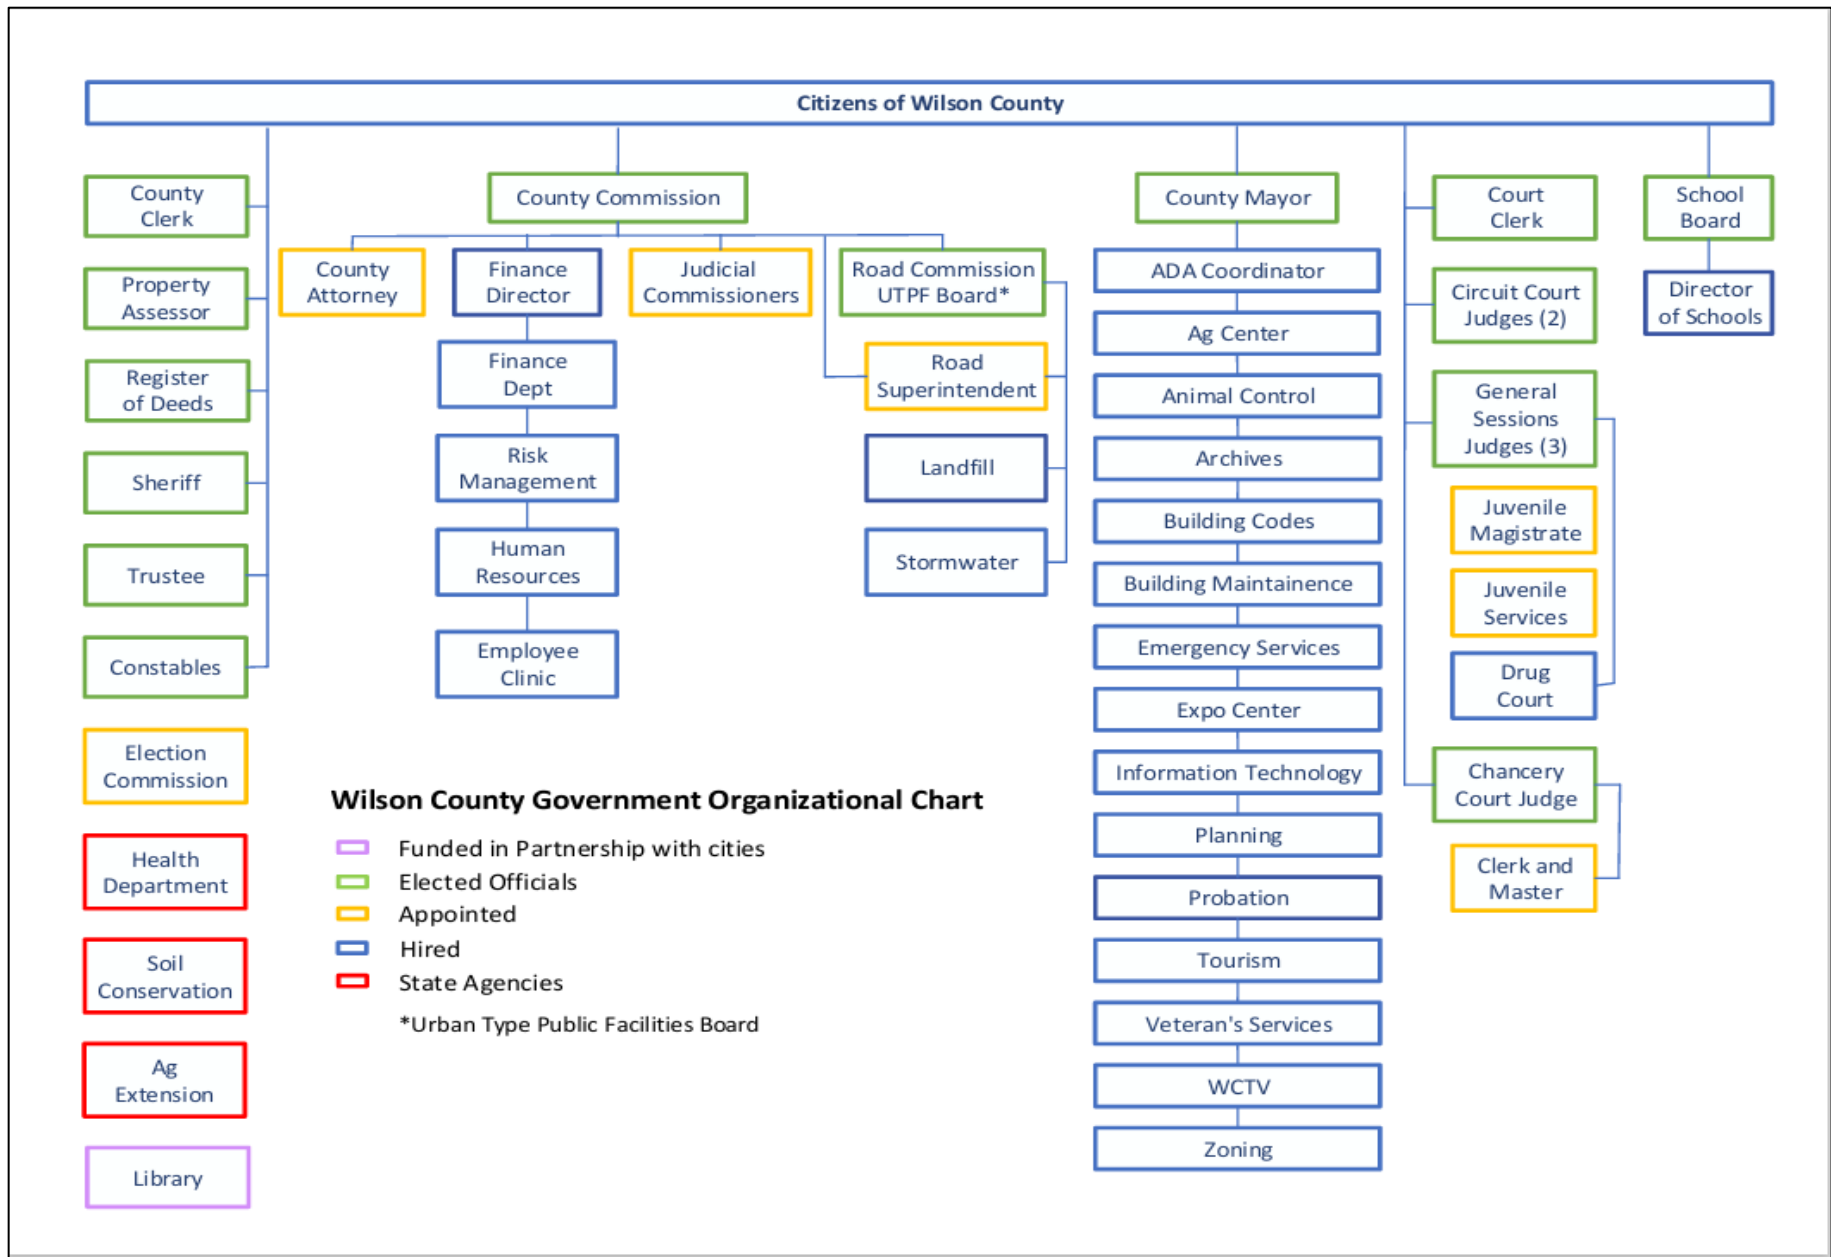 Citizens of Wilson County
County
Clerk
Property
Assessor
Register
of Deeds
Sheriff
Trustee
Constables
Election
Commission
Health
Department
Soil
Conservation
Ag
Extension
Library
County Commission
County
Attorney
Finance
Director
Judicial
Commissioners
Road Commission
UTPF Board*
Finance
Dept
Risk
Management
Human
Resources
Employee
Clinic
Road
Superintendent
Landfill
Stormwater
County Mayor
ADA Coordinator
Ag Center
Animal Control
Archives
Building Codes
Building Maintainence
Emergency Services
Expo Center
Information Technology
Planning
Probation
Tourism
Veteran's Services
WCTV
Zoning
Court
Clerk
Circuit Court
Judges (2)
General
Sessions
Judges (3)
Juvenile
Magistrate
Juvenile
Services
Drug
Court
Chancery
Court Judge
Clerk and
Master
School
Board
Director
of Schools
Wilson County Government Organizational Chart
Funded in Partnership with cities
Elected Officials
Appointed
Hired
State Agencies
*Urban Type Public Facilities Board